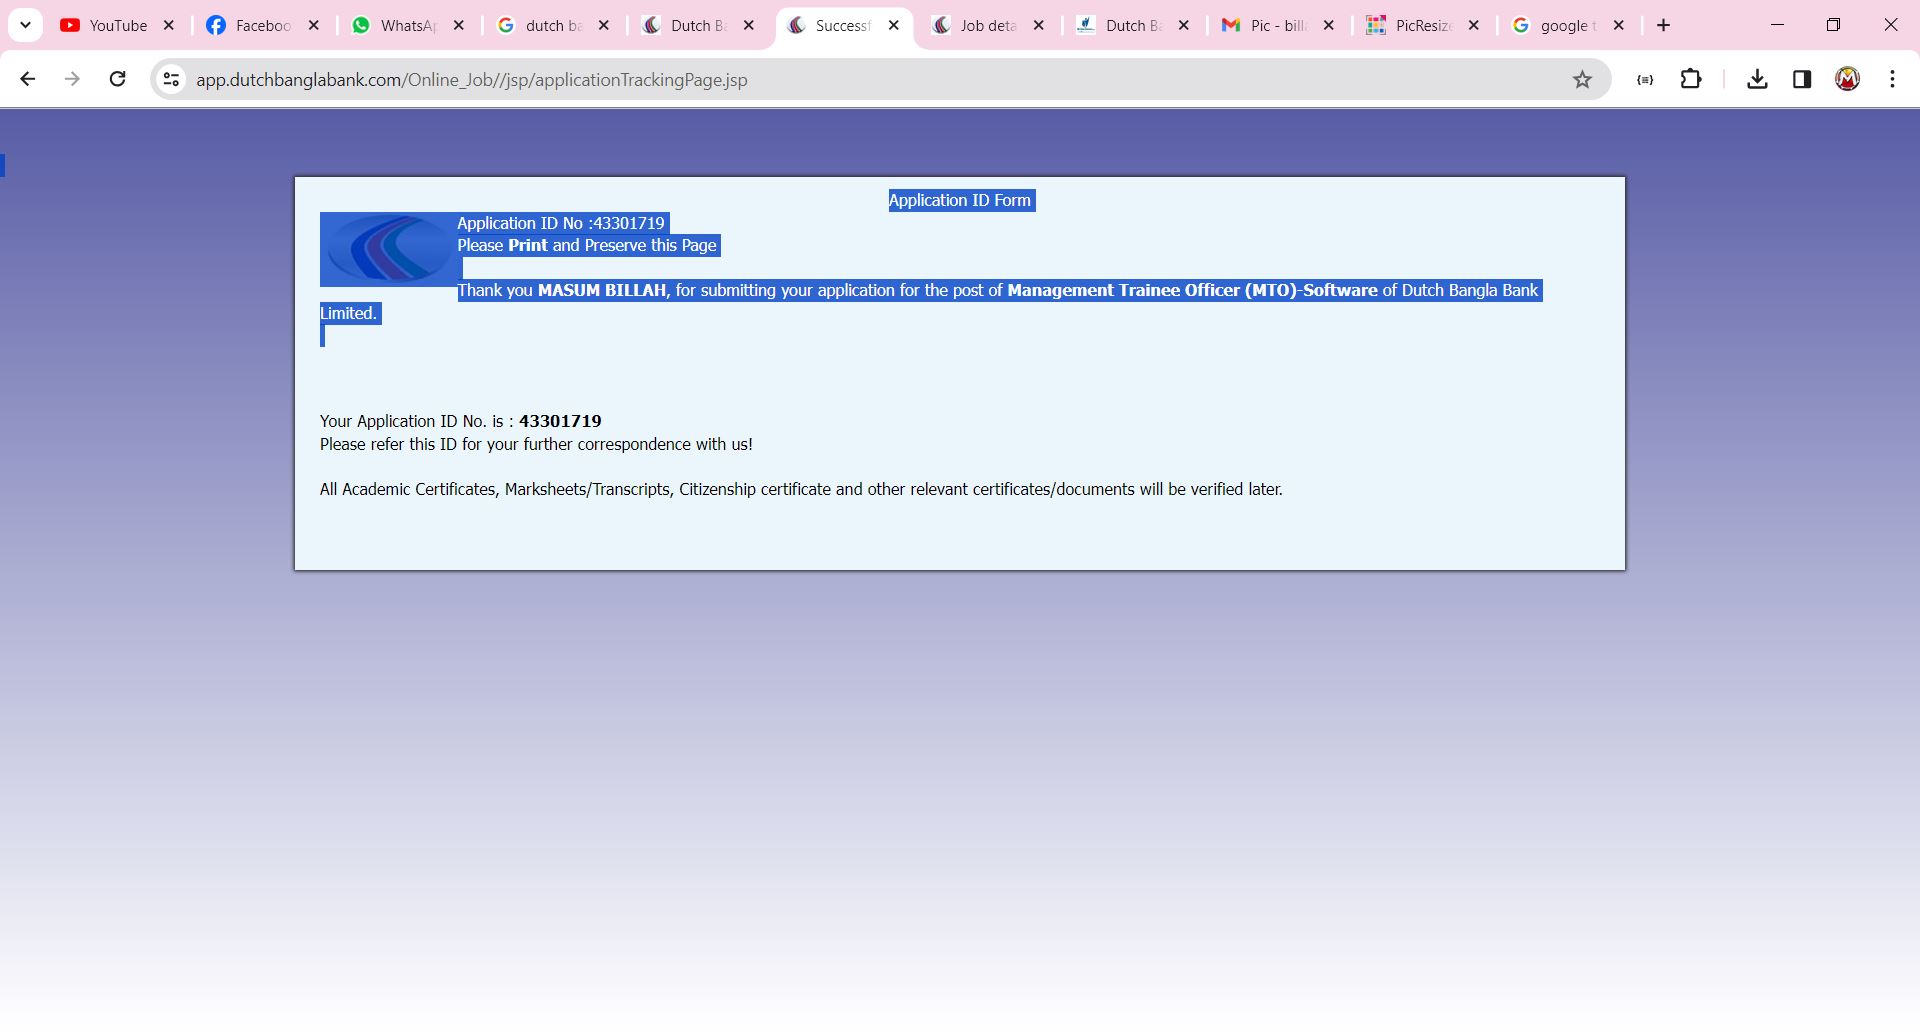 YouTube
Faceboo
WhatsAp
dutch ba
Dutch Ba
Successf
Job deta
Dutch Ba
Pic - bill
PicResize
google t
app.dutchbanglabank.com/Online_Job//jsp/applicationTrackingPage.jsp
Application ID Form
Application ID No :43301719
Please Print and Preserve this Page
Thank you MASUM BILLAH, for submitting your application for the post of Management Trainee Officer (MTO)-Software of Dutch Bangla Bank
Limited.
Your Application ID No. is : 43301719
Please refer this ID for your further correspondence with us!
All Academic Certificates, Marksheets/Transcripts, Citizenship certificate and other relevant certificates/documents will be verified later.